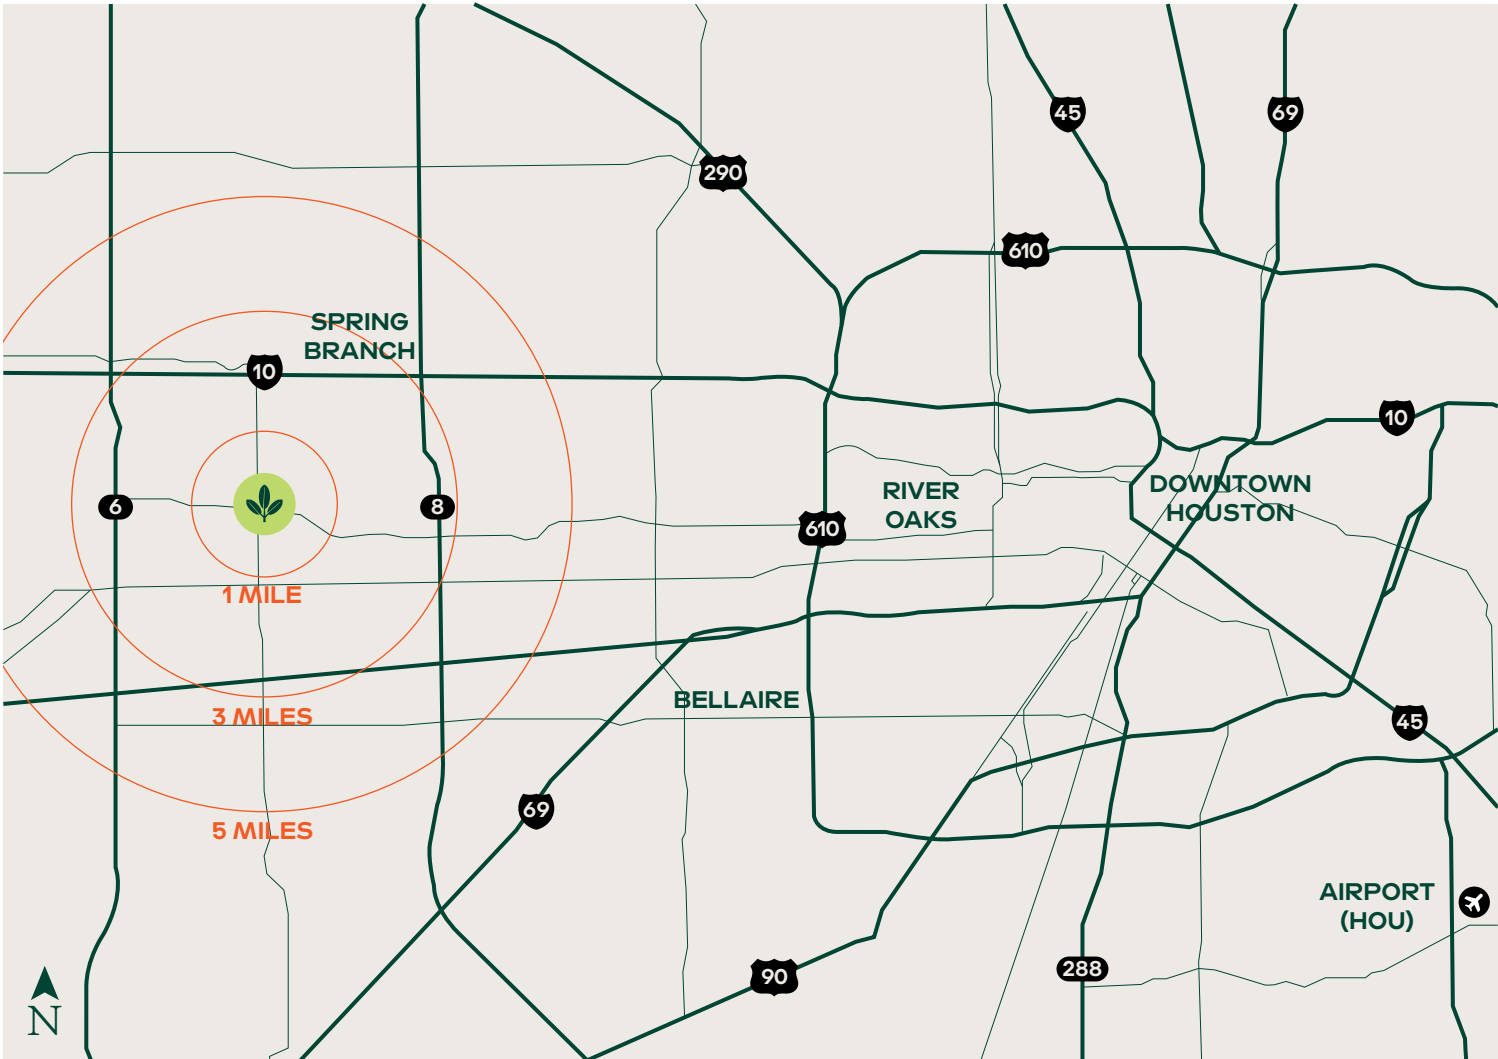 45
69
290
610
SPRING
BRANCH
10
10
RIVER
OAKS
DOWNTOWN
HOUSTON
6
8
610
1 MILE
BELLAIRE
3 MILES
45
69
5 MILES
AIRPORT
(HOU)
90
288
N